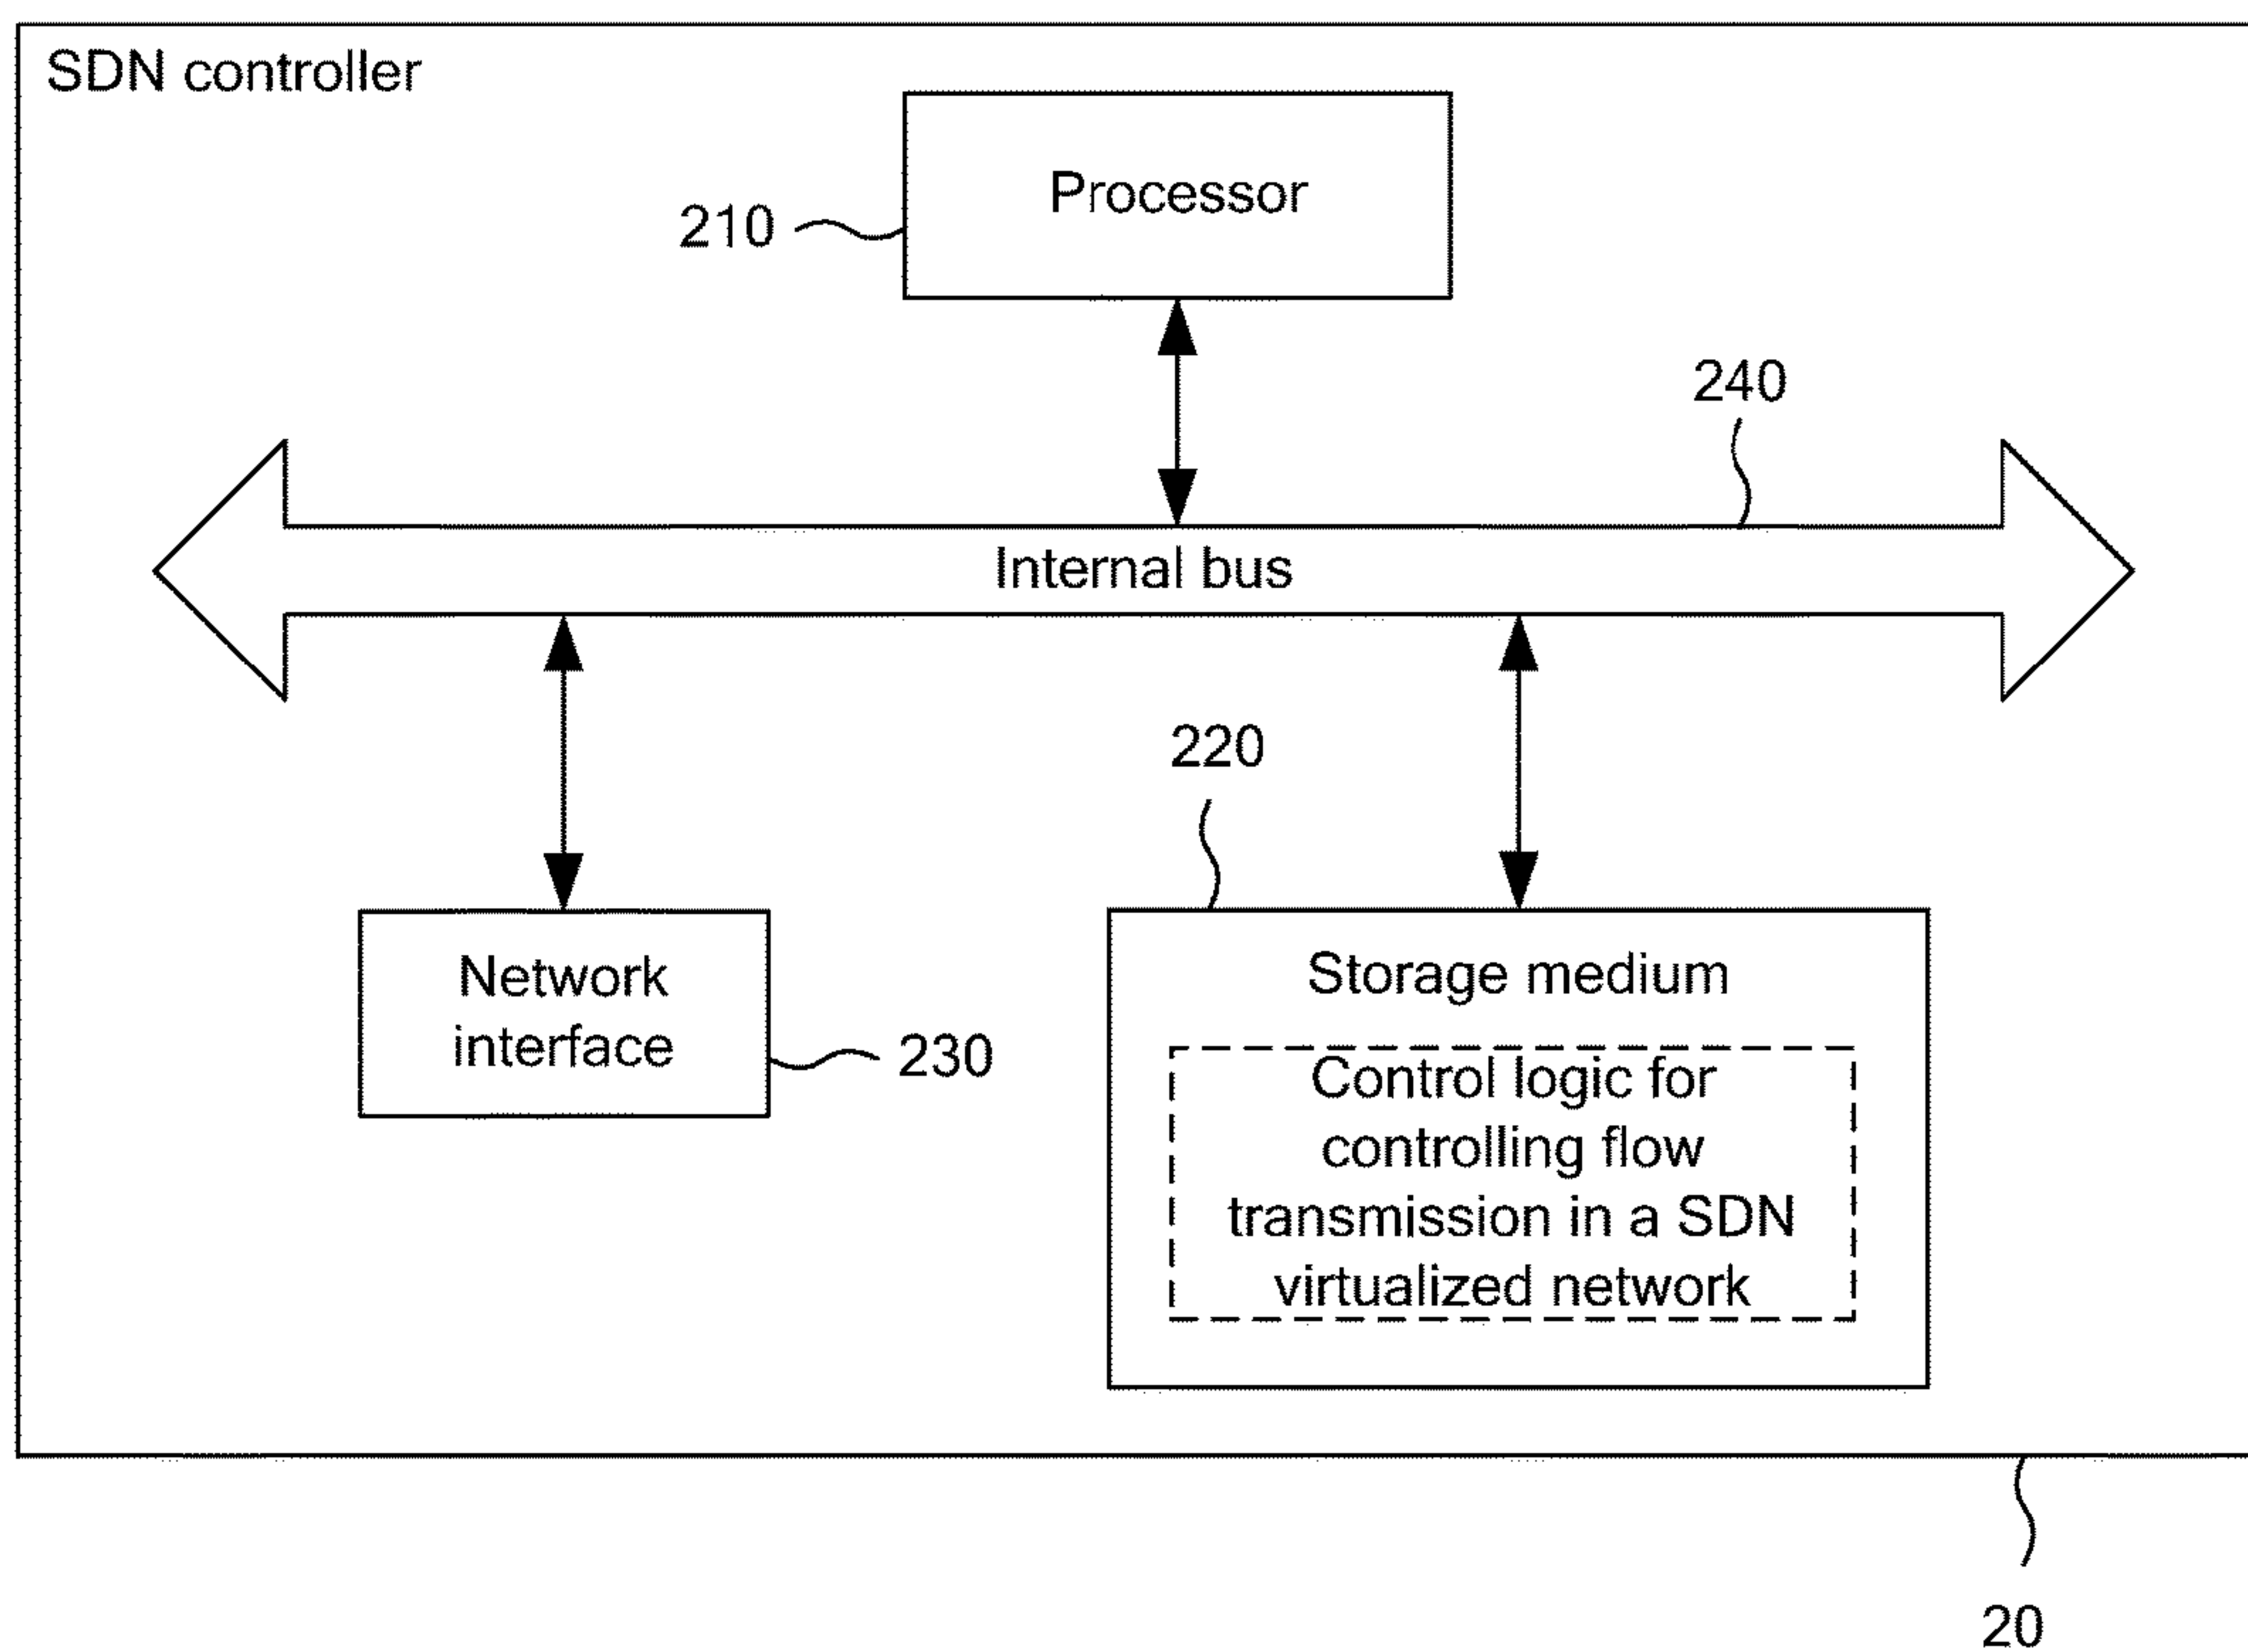 SDN controller
Processor
210
240
Internal bus
220
Network
interface
230
Storage medium
Control logic for
controlling flow
transmission in a SDN
virtualized network
20